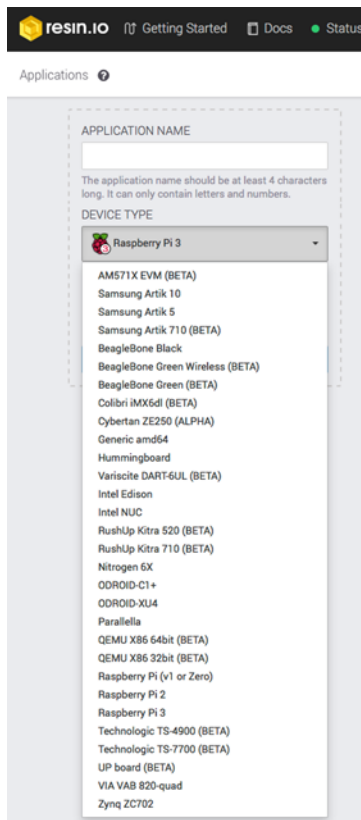 resin.io Getting Started Docs Status
Applications
APPLICATION NAME
The application name should be at least 4 characters
long. It can only contain letters and numbers.
DEVICE TYPE
Raspberry Pi 3
AM571X EVM (BETA)
Samsung Artik 10
Samsung Artik 5
Samsung Artik 710 (BETA)
BeagleBone Black
BeagleBone Green Wireless (BETA)
BeagleBone Green (BETA)
Colibri iMX6dl (BETA)
Cybertan ZE250 (ALPHA)
Generic amd64
Hummingboard
Variscite DART-6UL (BETA)
Intel Edison
Intel NUC
RushUp Kitra 520 (BETA)
RushUp Kitra 710 (BETA)
Nitrogen 6X
ODROID-C1+
ODROID-XU4
Parallella
QEMU X86 64bit (BETA)
QEMU X86 32bit (BETA)
Raspberry Pi (v1 or Zero)
Raspberry Pi 2
Raspberry Pi 3
Technologic TS-4900 (BETA)
Technologic TS-7700 (BETA)
UP board (BETA)
VIA VAB 820-quad
Zynq ZC702